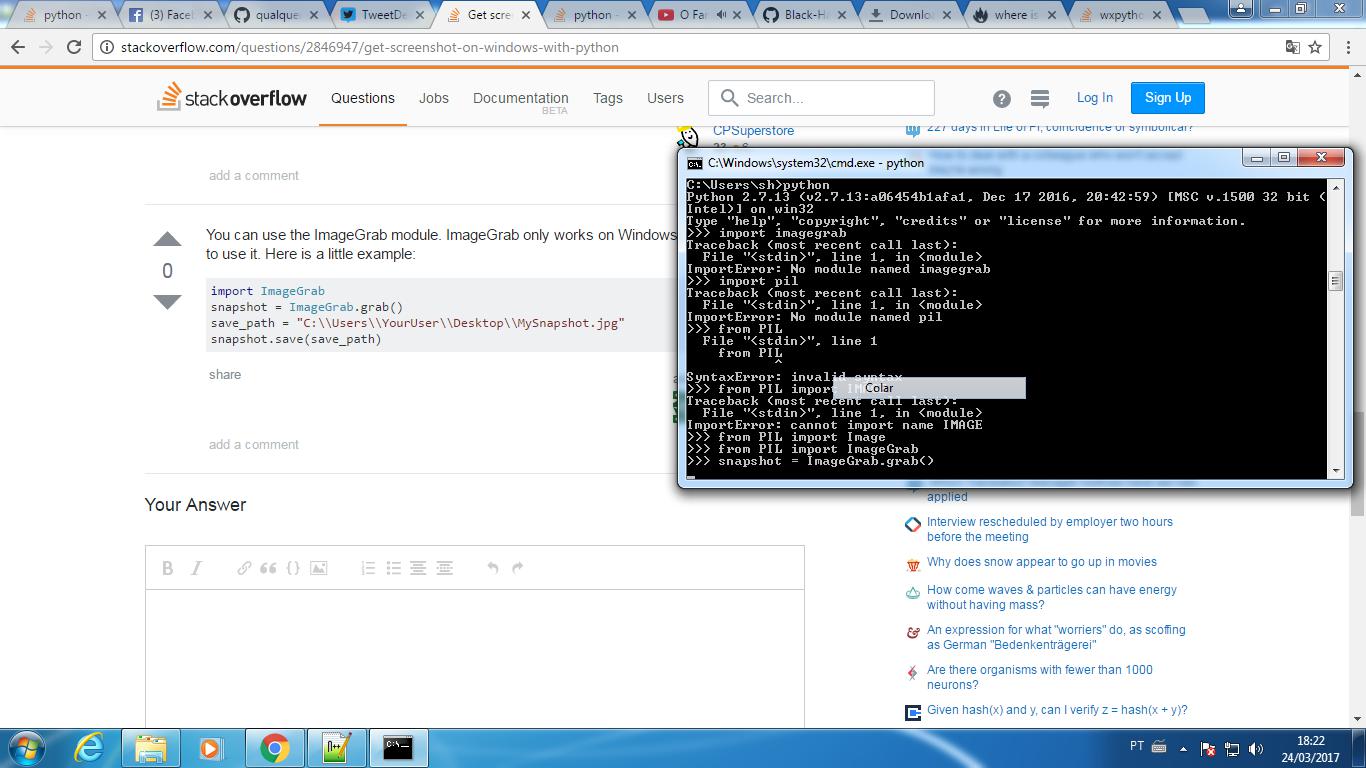 python -
(3) Face
qualque
TweetDe
Get scre
python -
O Fa
Black-Ha
Downlo
where is
wxpyth
stackoverflow.com/questions/2846947/get-screenshot-on-windows-with-python
stackoverflow
Questions
Jobs
Documentation
BETA
Tags
Users
Search...
Log In
Sign Up
CPSuperstore
227 days in Life of Pi, coincidence or symbolical?
add a comment
0
You can use the ImageGrab module. ImageGrab only works on Windows
to use it. Here is a little example:
import ImageGrab
snapshot = ImageGrab.grab()
save_path = "C:\\Users\\YourUser\\Desktop\\MySnapshot.jpg"
snapshot.save(save_path)
share
add a comment
Your Answer
C:\Windows\system32\cmd.exe - python
C:\Users\sh>python
Python 2.7.13 (v2.7.13:a06454b1afa1, Dec 17 2016, 20:42:59) [MSC v.1500 32 bit (
Intel)] on win32
Type "help", "copyright", "credits" or "license" for more information.
>>> import imagegrab
Traceback (most recent call last):
File "<stdin>", line 1, in <module>
ImportError: No module named imagegrab
>>> import pil
Traceback (most recent call last):
File "<stdin>", line 1, in <module>
ImportError: No module named pil
>>> from PIL
File "<stdin>", line 1
from PIL
^
SyntaxError: invalid syntax
>>> from PIL import
Colar
Traceback (most recent call last):
File "<stdin>", line 1, in <module>
ImportError: cannot import name IMAGE
>>> from PIL import Image
>>> from PIL import ImageGrab
>>> snapshot = ImageGrab.grab()
applied
Interview rescheduled by employer two hours
before the meeting
Why does snow appear to go up in movies
How come waves & particles can have energy
without having mass?
An expression for what "worriers" do, as scoffing
as German "Bedenkenträgerei"
Are there organisms with fewer than 1000
neurons?
Given hash(x) and y, can I verify z = hash(x + y)?
PT
18:22
24/03/2017